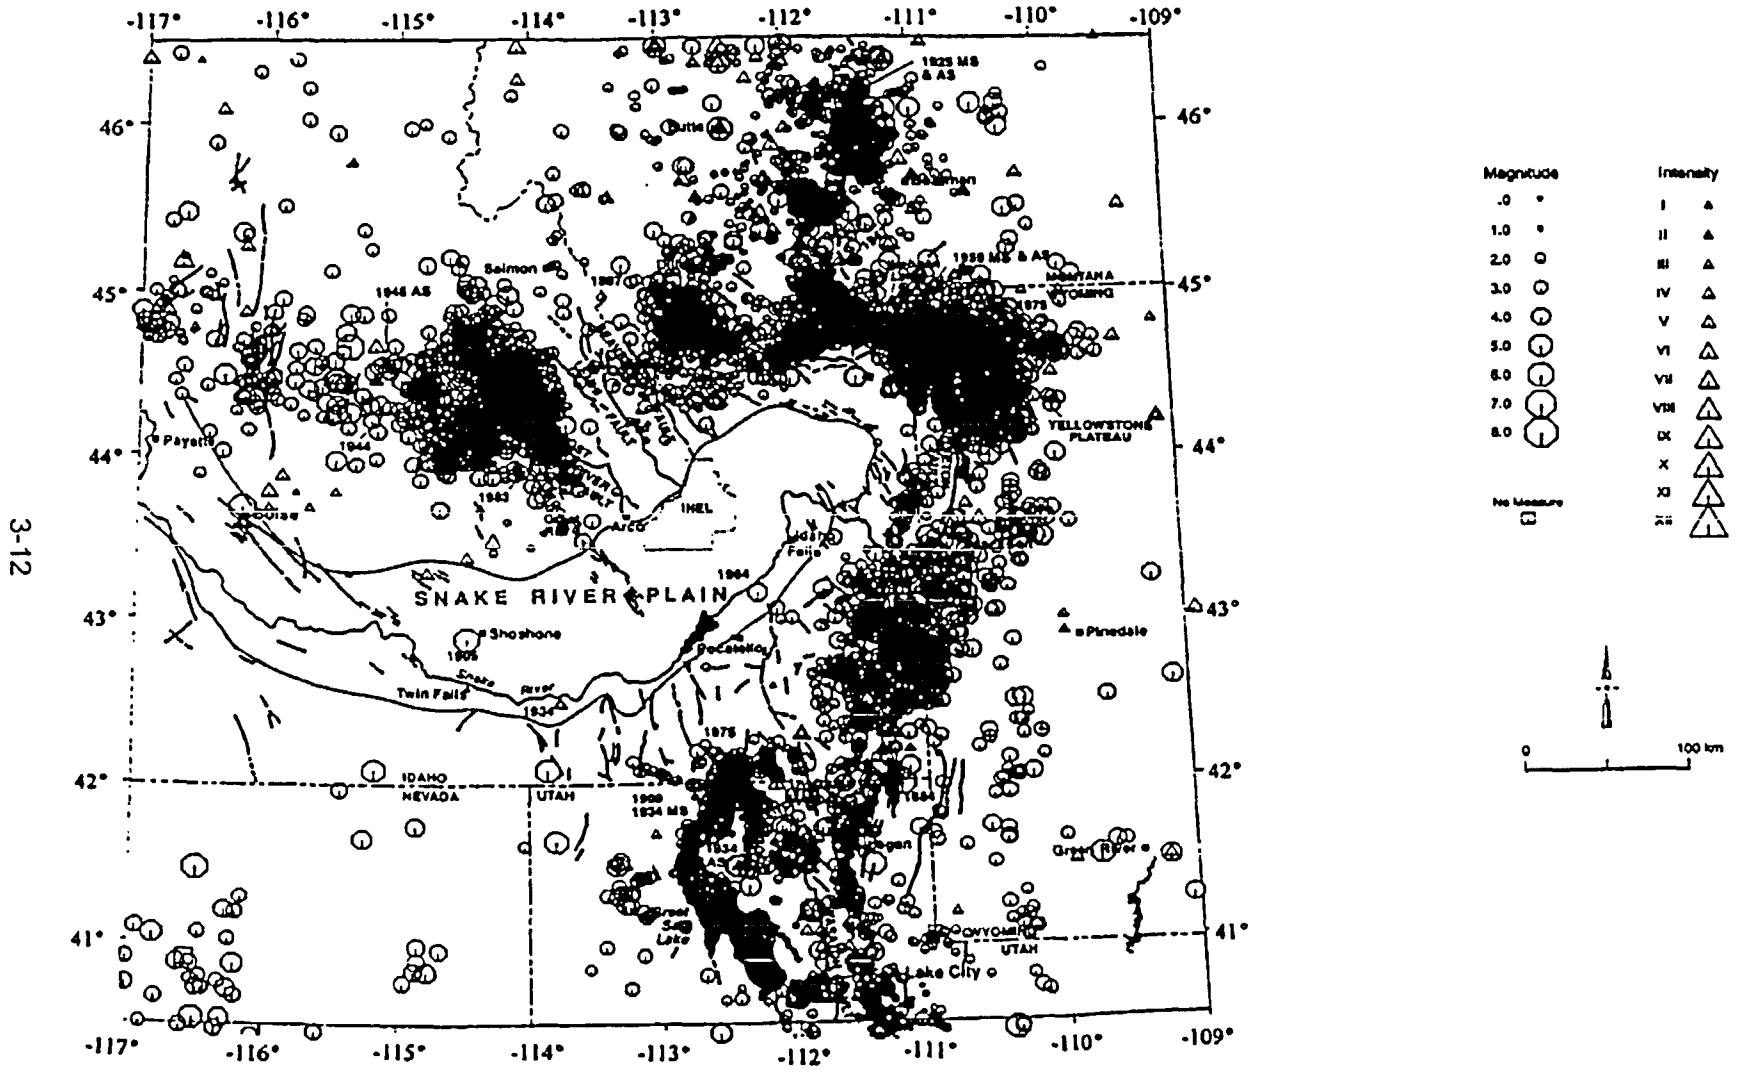 -117° -116° -115° -114° -113° -112° -111° -110° -109°
1925 MS
& AS
46° 46°
Butte
Salmon
1959 MS & AS
MONTANA
WYOMING
45° 45°
1945 AS
1975
YELLOWSTONE
PLATEAU
Payette
1944
44° 44°
1983
INEL
Arco
Idaho
Falls
1964
SNAKE RIVER PLAIN
43° 43°
Shoshone
1905
Pinedale
Pocatello
Snake
River
Twin Falls
1934
1975
42° 42°
IDAHO
NEVADA
UTAH
1909
1934 MS
1884
1934
AS
Green River
Great
Salt
Lake
41° 41°
WYOMING
UTAH
Lake City
-117° -116° -115° -114° -113° -112° -111° -110° -109°
Magnitude
.0
1.0
2.0
3.0
4.0
5.0
6.0
7.0
8.0
No Measure
Intensity
I
II
III
IV
V
VI
VII
VIII
IX
X
XI
XII
0 100 km
3-12